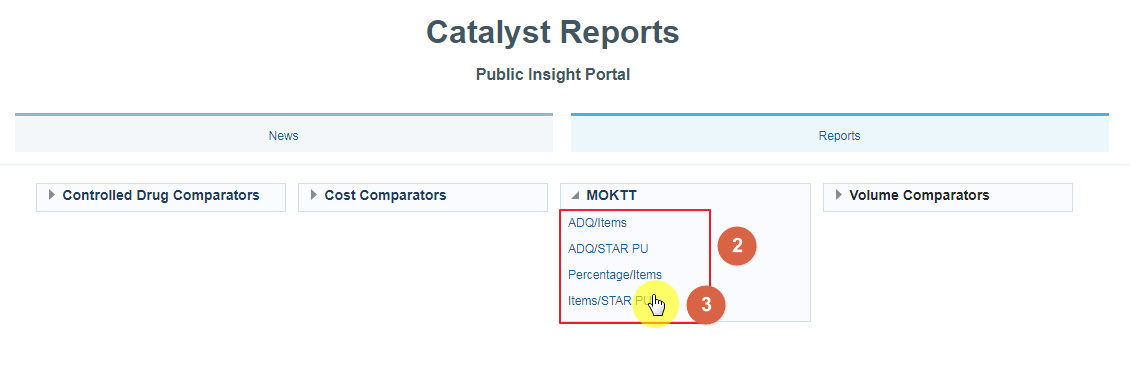 Catalyst Reports
Public Insight Portal
News
Reports
Controlled Drug Comparators
Cost Comparators
MOKTT
Volume Comparators
ADQ/Items
ADQ/STAR PU
2
Percentage/Items
Items/STAR PU
3